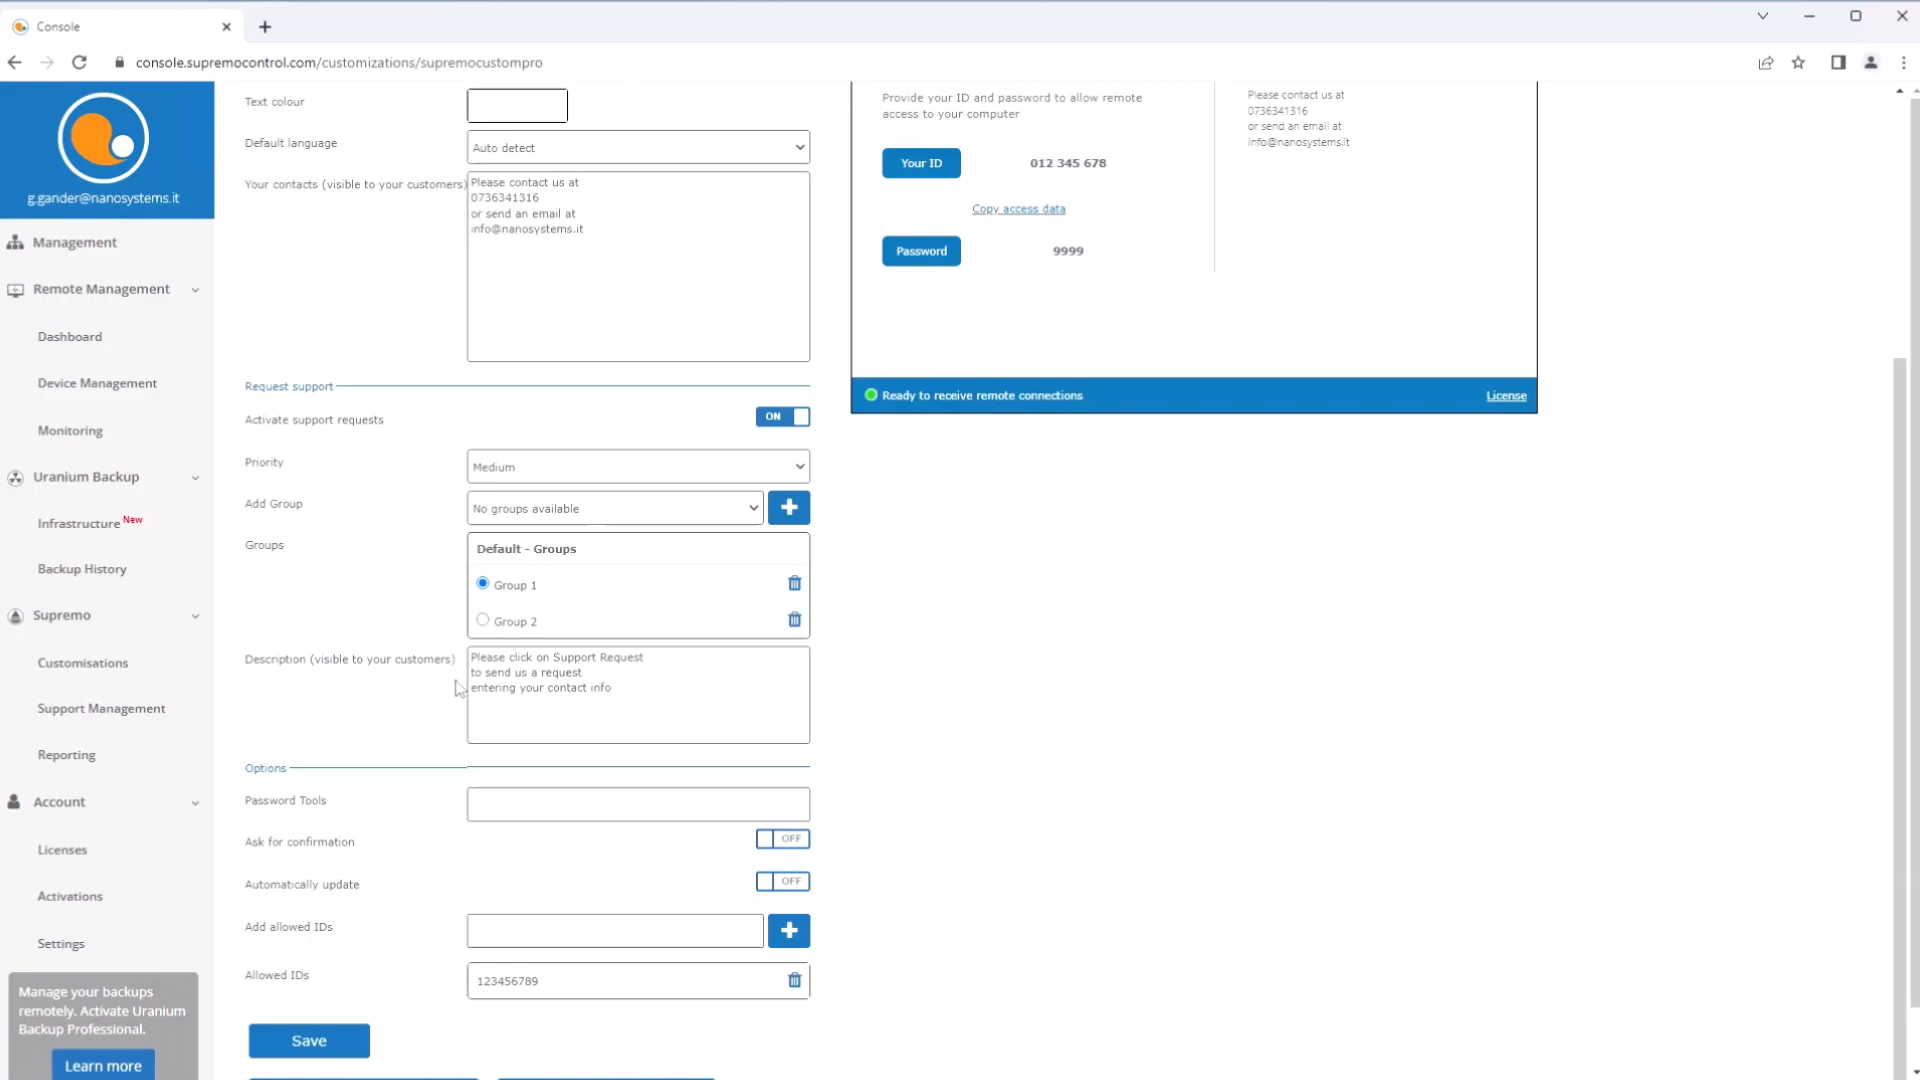 Console
console.supremocontrol.com/customizations/supremocustompro
g.gander@nanosystems.it
Management
Remote Management
Dashboard
Device Management
Monitoring
Uranium Backup
Infrastructure New
Backup History
Supremo
Customisations
Support Management
Reporting
Account
Licenses
Activations
Settings
Manage your backups
remotely. Activate Uranium
Backup Professional.
Learn more
Text colour
Default language
Auto detect
Your contacts (visible to your customers)
Please contact us at
0736341316
or send an email at
info@nanosystems.it
Request support
Activate support requests
ON
Priority
Medium
Add Group
No groups available
Groups
Default - Groups
Group 1
Group 2
Description (visible to your customers)
Please click on Support Request
to send us a request
entering your contact info
Options
Password Tools
Ask for confirmation
OFF
Automatically update
OFF
Add allowed IDs
Allowed IDs
123456789
Save
Provide your ID and password to allow remote
access to your computer
Your ID
012 345 678
Copy access data
Password
9999
Please contact us at
0736341316
or send an email at
info@nanosystems.it
Ready to receive remote connections
License